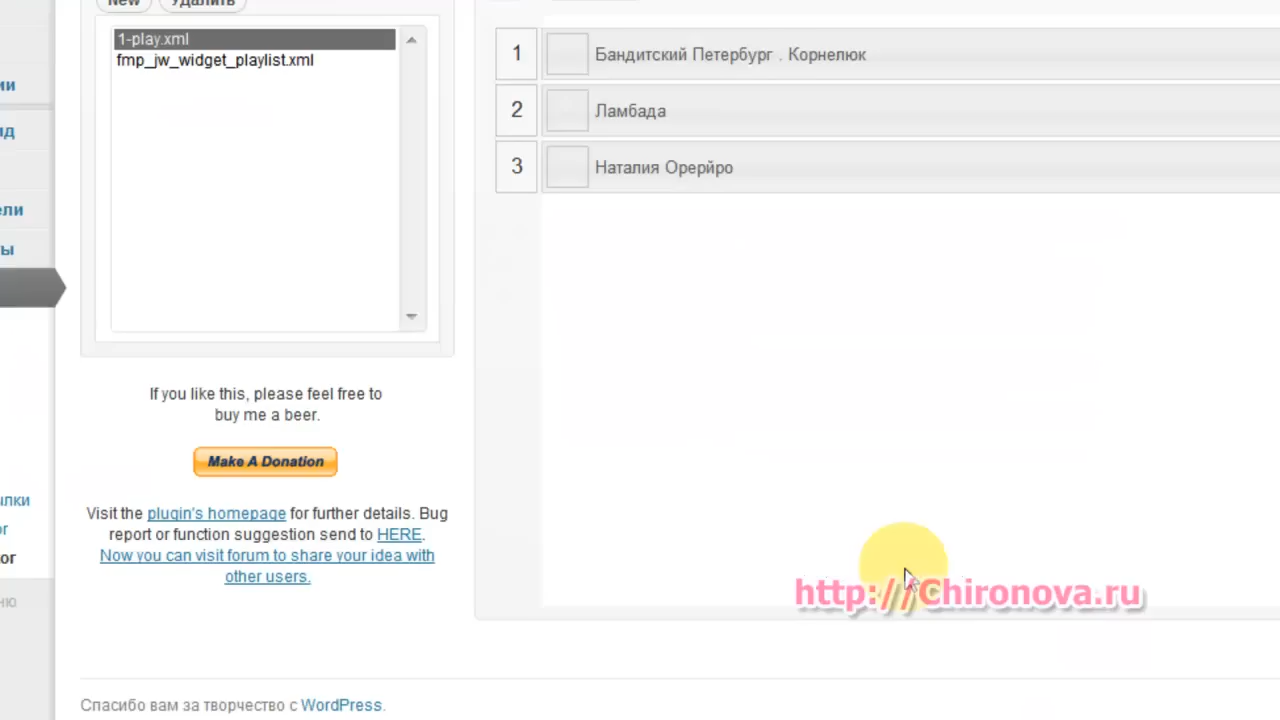 New Удалить
1-play.xml
fmp_jw_widget_playlist.xml
1 Бандитский Петербург . Корнелюк
2 Ламбада
3 Наталия Орерйро
If you like this, please feel free to
buy me a beer.
Make A Donation
Visit the plugin's homepage for further details. Bug
report or function suggestion send to HERE.
Now you can visit forum to share your idea with
other users.
http://Chironova.ru
Спасибо вам за творчество с WordPress.